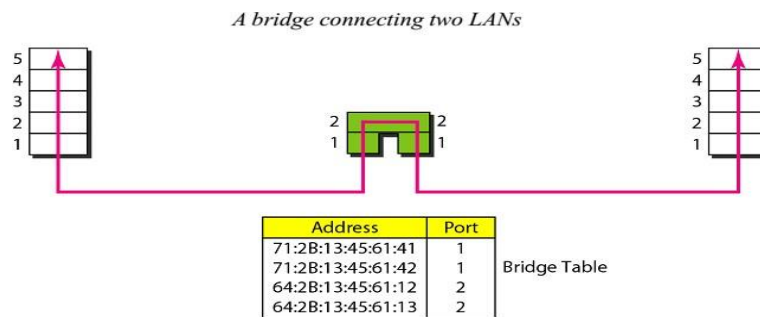 A bridge connecting two LANs
5 5
4 4
3 3
2 2 2 2
1 1 1 1
Address Port
71:2B:13:45:61:41 1
71:2B:13:45:61:42 1
Bridge Table
64:2B:13:45:61:12 2
64:2B:13:45:61:13 2